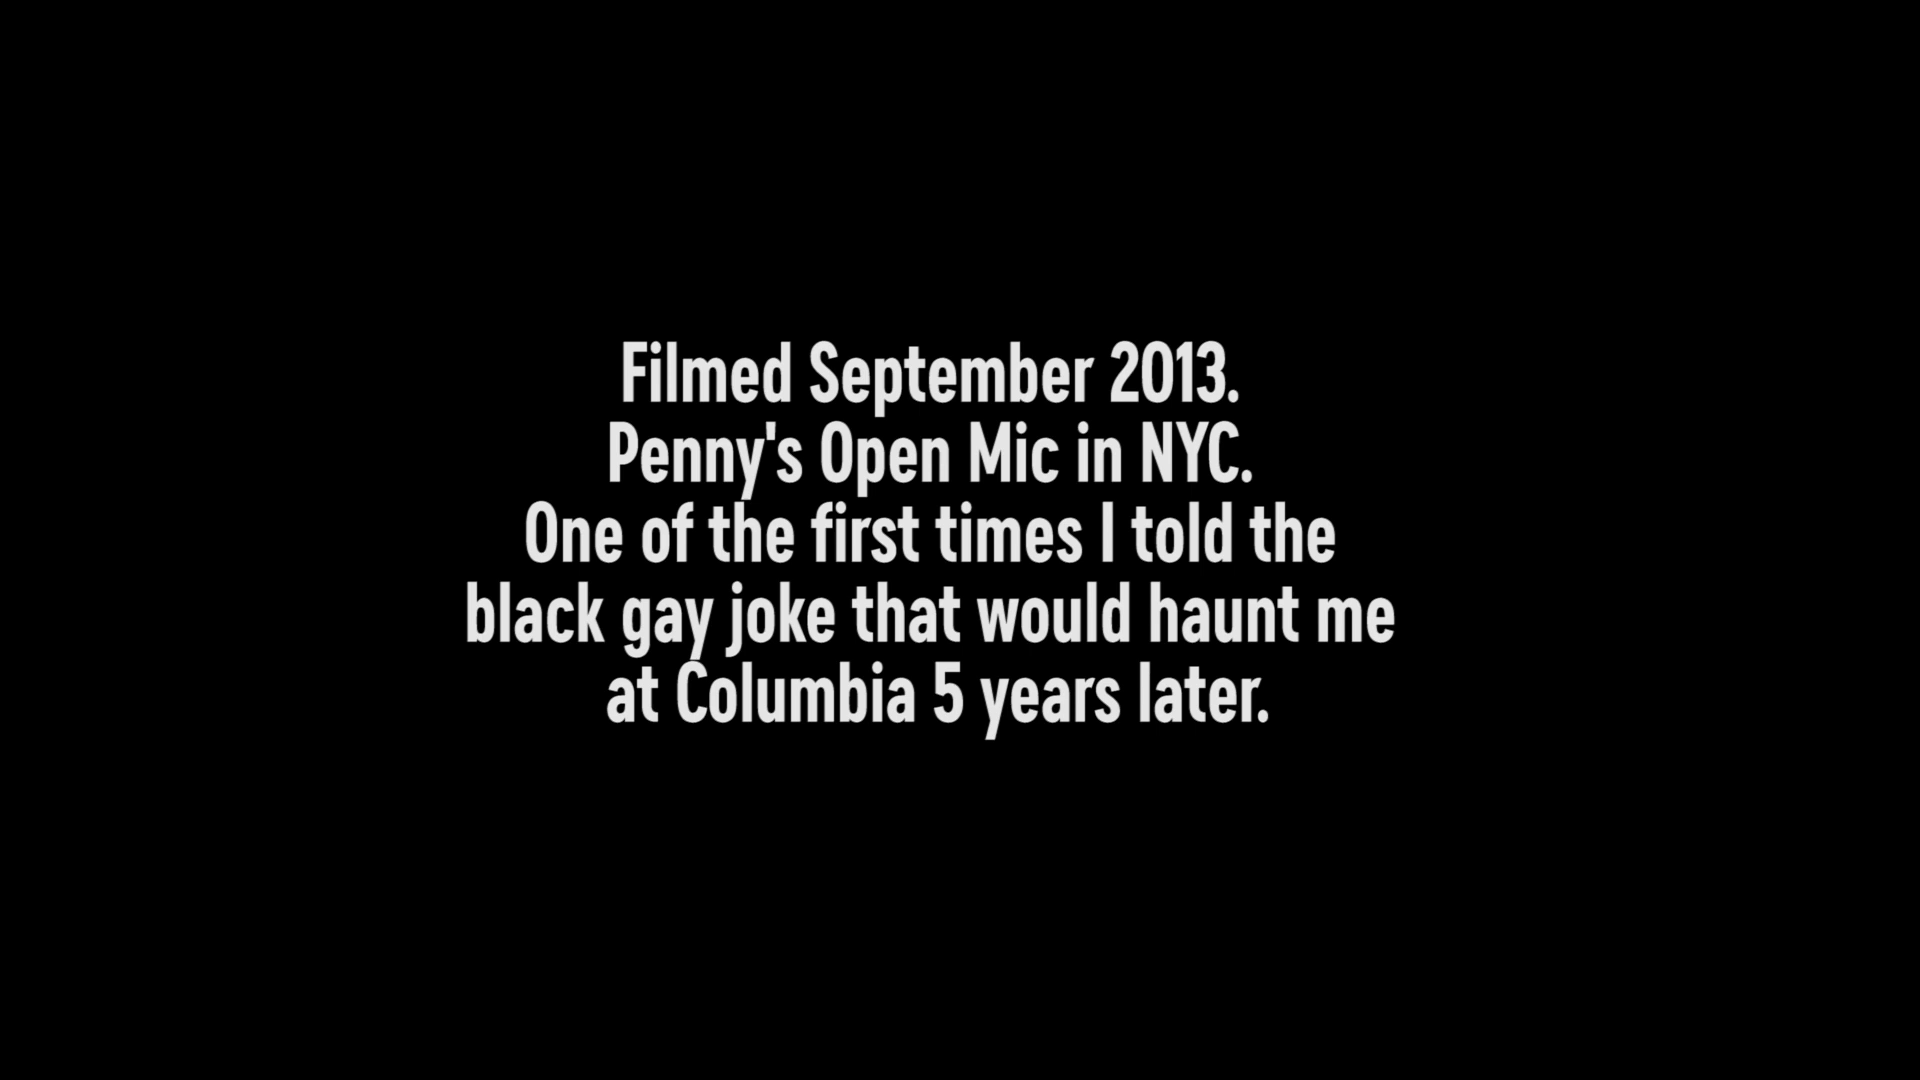 Filmed September 2013.
Penny's Open Mic in NYC.
One of the first times I told the
black gay joke that would haunt me
at Columbia 5 years later.